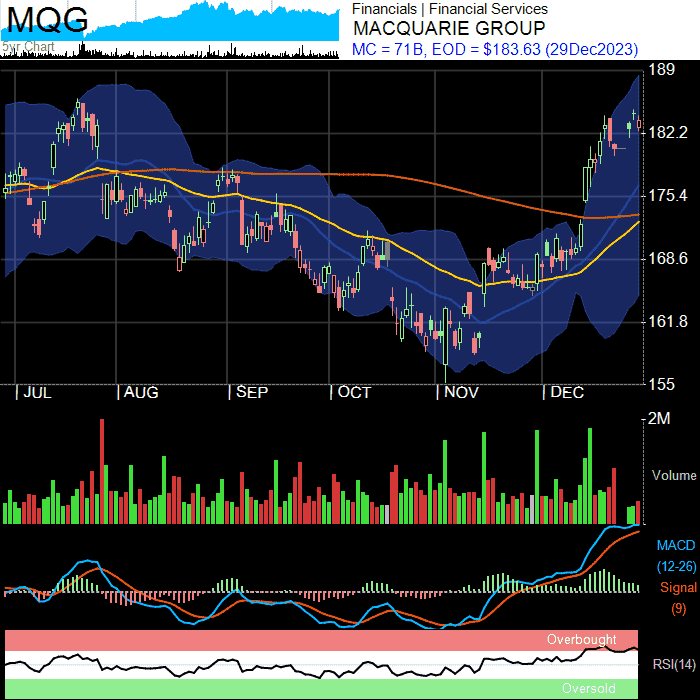 MQG
5yr Chart
Financials | Financial Services
MACQUARIE GROUP
MC = 71B, EOD = $183.63 (29Dec2023)
189
182.2
175.4
168.6
161.8
155
| JUL | AUG | SEP | OCT | NOV | DEC
2M
Volume
MACD
(12-26)
Signal
(9)
Overbought
RSI(14)
Oversold